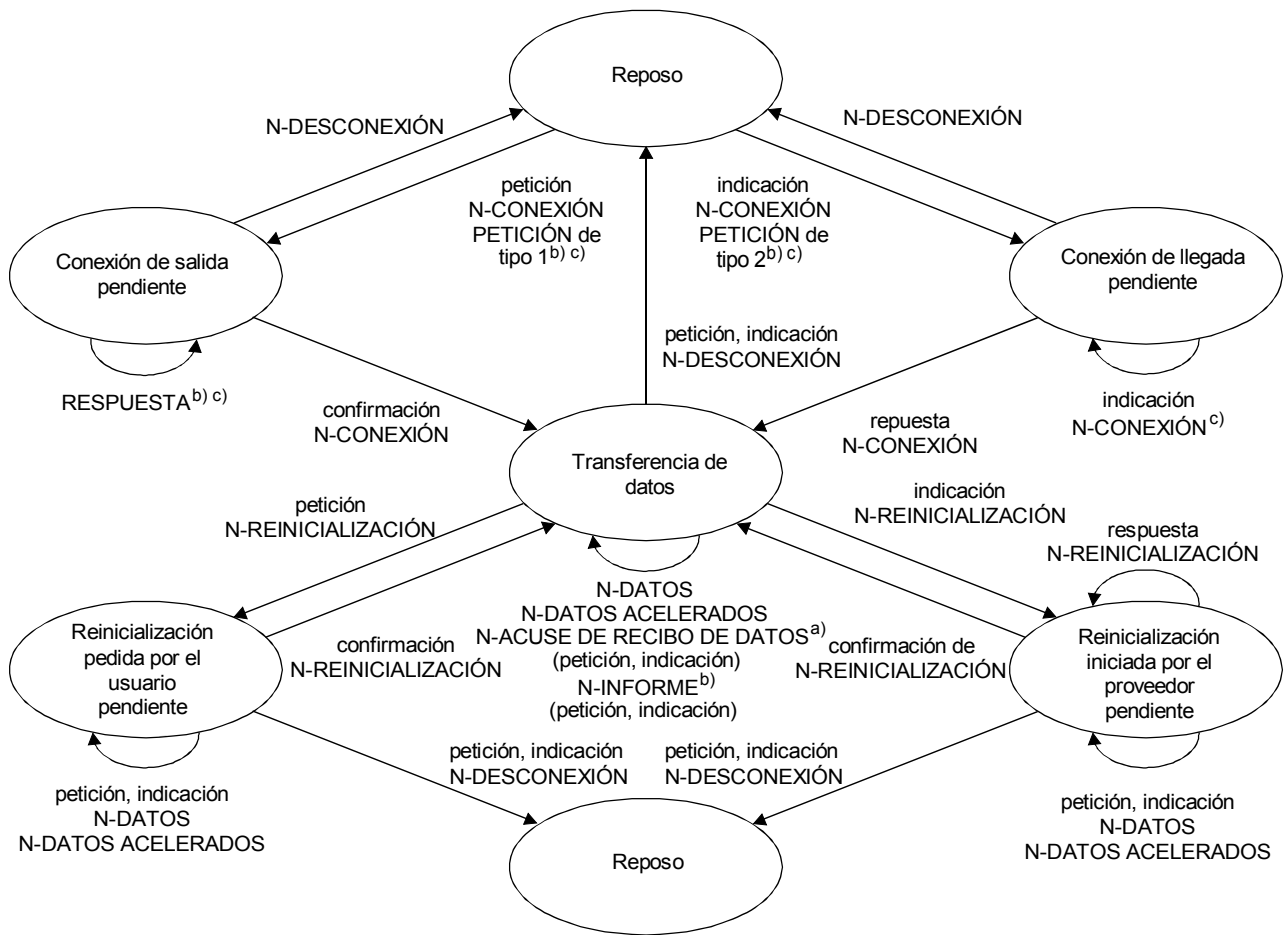 Reposo
N-DESCONEXIÓN
N-DESCONEXIÓN
petición
N-CONEXIÓN
PETICIÓN de
tipo 1b) c)
indicación
N-CONEXIÓN
PETICIÓN de
tipo 2b) c)
Conexión de salida
pendiente
Conexión de llegada
pendiente
petición, indicación
N-DESCONEXIÓN
RESPUESTAb) c)
confirmación
N-CONEXIÓN
repuesta
N-CONEXIÓN
indicación
N-CONEXIÓNc)
Transferencia de
datos
petición
N-REINICIALIZACIÓN
indicación
N-REINICIALIZACIÓN
respuesta
N-REINICIALIZACIÓN
N-DATOS
N-DATOS ACELERADOS
N-ACUSE DE RECIBO DE DATOSa)
(petición, indicación)
N-INFORMEb)
(petición, indicación)
Reinicialización
pedida por el
usuario
pendiente
confirmación
N-REINICIALIZACIÓN
confirmación de
N-REINICIALIZACIÓN
Reinicialización
iniciada por el
proveedor
pendiente
petición, indicación
N-DESCONEXIÓN
petición, indicación
N-DESCONEXIÓN
petición, indicación
N-DATOS
N-DATOS ACELERADOS
petición, indicación
N-DATOS
N-DATOS ACELERADOS
Reposo